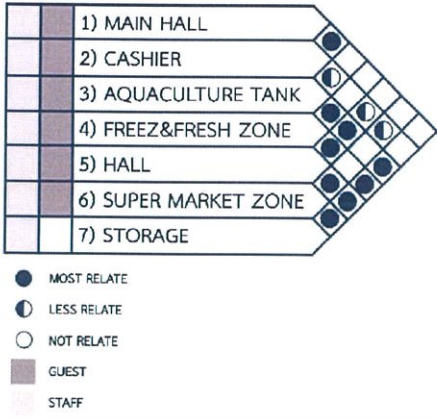 1) MAIN HALL
2) CASHIER
3) AQUACULTURE TANK
4) FREEZ&FRESH ZONE
5) HALL
6) SUPER MARKET ZONE
7) STORAGE
MOST RELATE
LESS RELATE
NOT RELATE
GUEST
STAFF